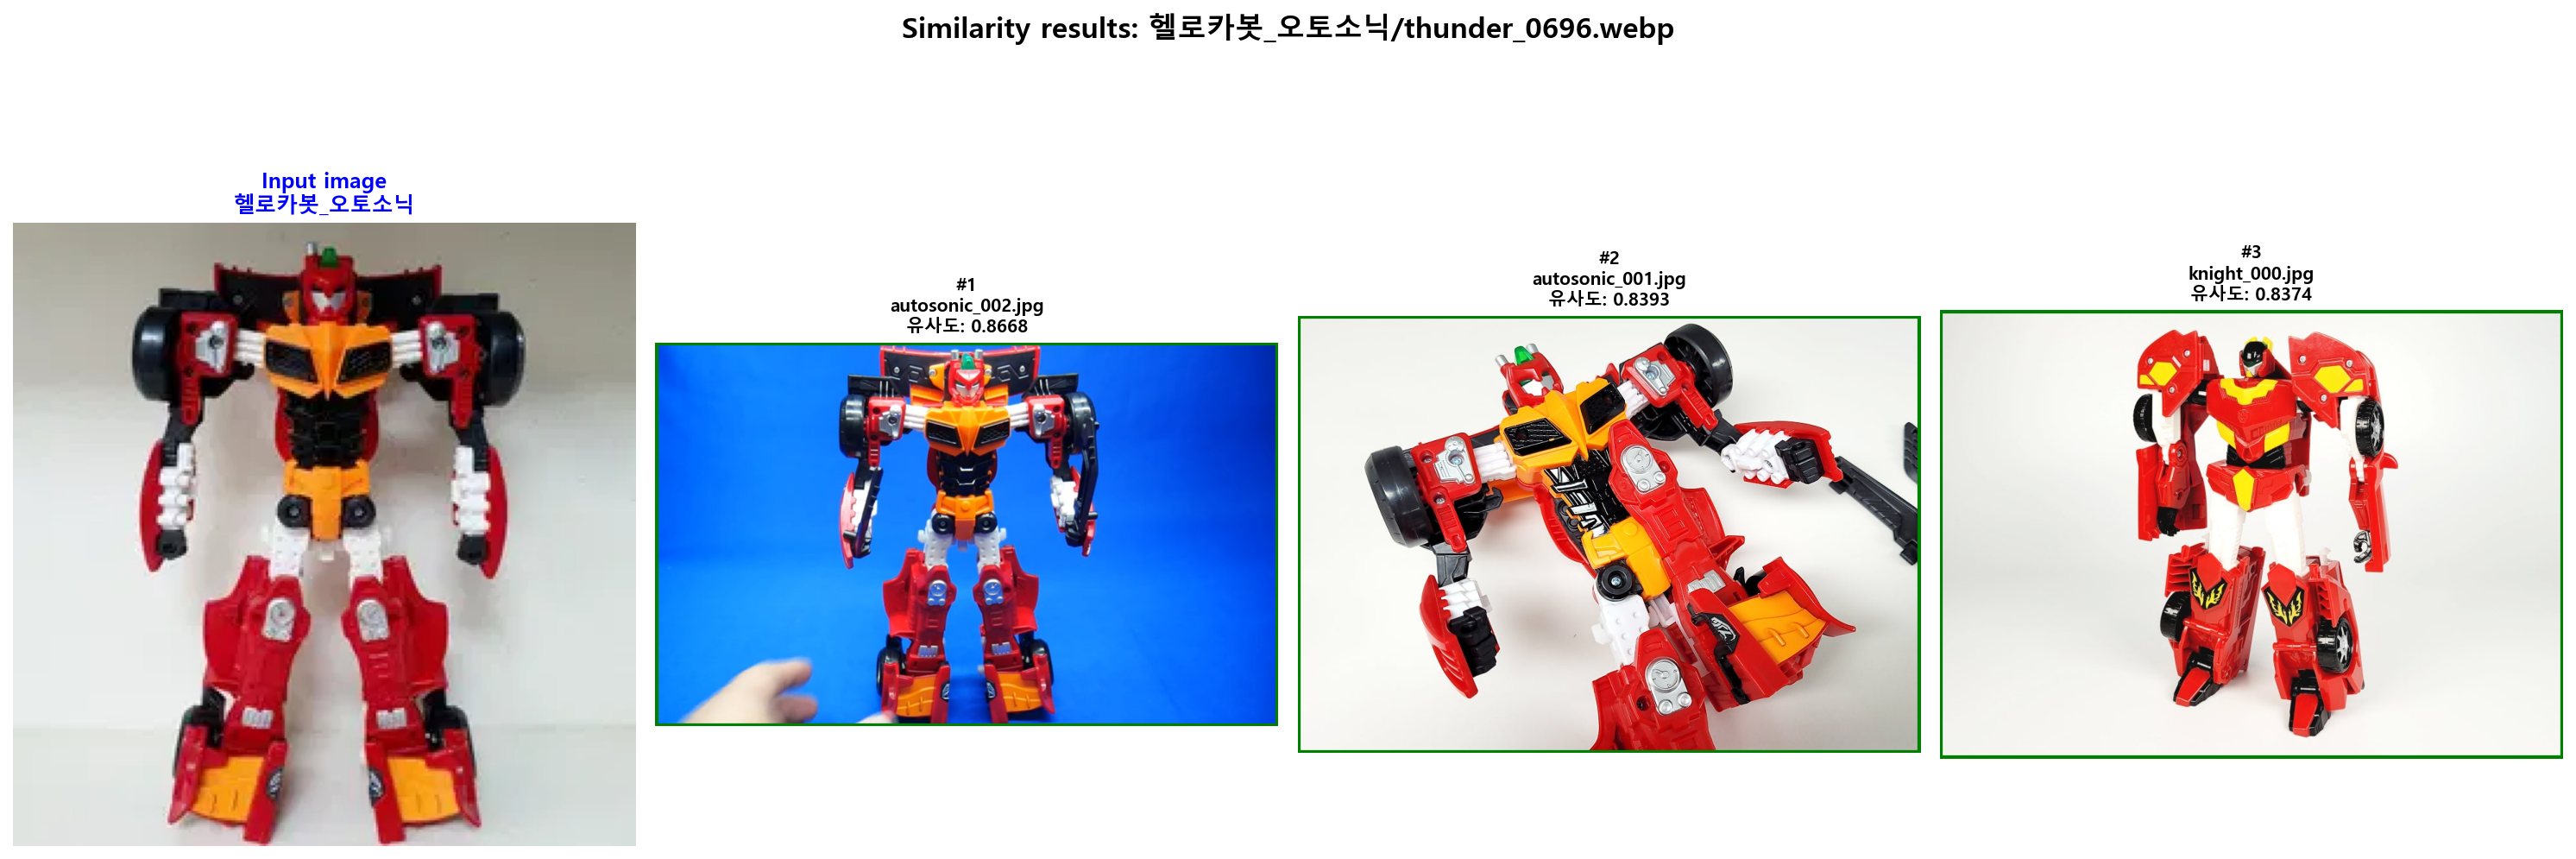 Similarity results: 헬로카봇_오토소닉/thunder_0696.webp
Input image
헬로카봇_오토소닉
#1
autosonic_002.jpg
유사도: 0.8668
#2
autosonic_001.jpg
유사도: 0.8393
#3
knight_000.jpg
유사도: 0.8374